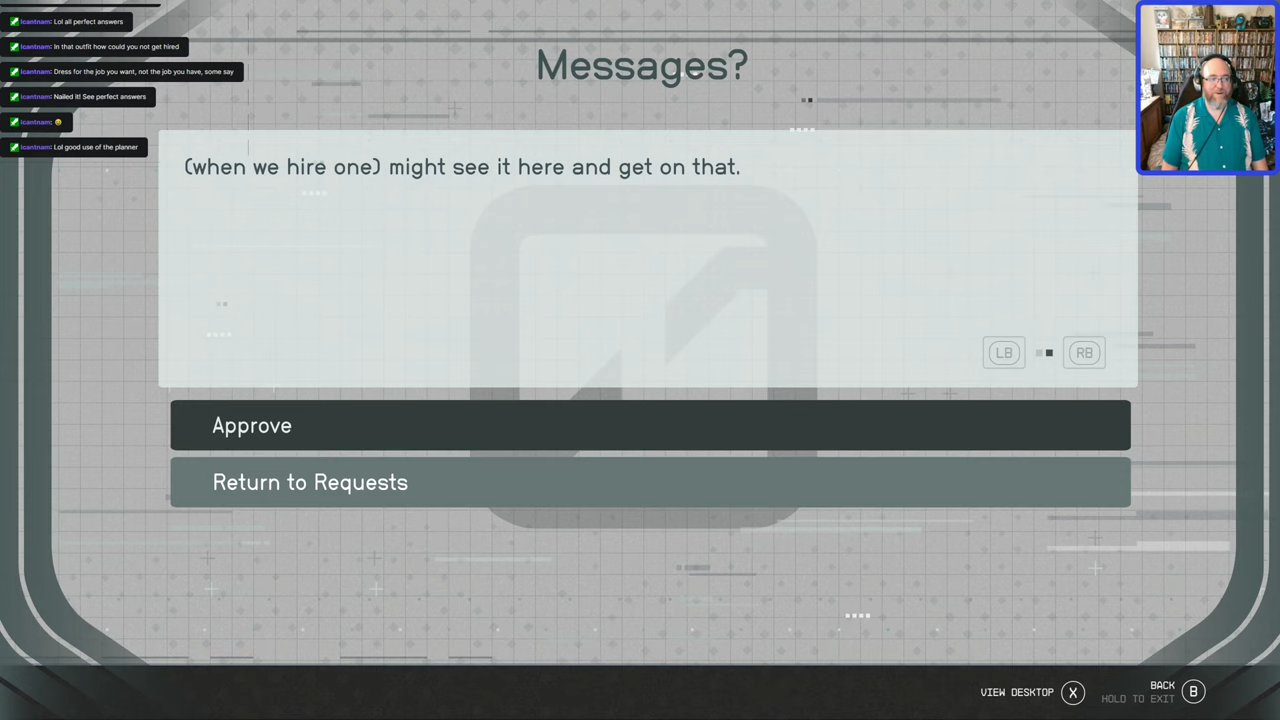 Icantnam: Lol all perfect answers
Icantnam: In that outfit how could you not get hired
Icantnam: Dress for the job you want, not the job you have, some say
Icantnam: Nailed it! See perfect answers
Icantnam: 😆
Icantnam: Lol good use of the planner
Messages?
(when we hire one) might see it here and get on that.
LB RB
Approve
Return to Requests
VIEW DESKTOP X
BACK B
HOLD TO EXIT